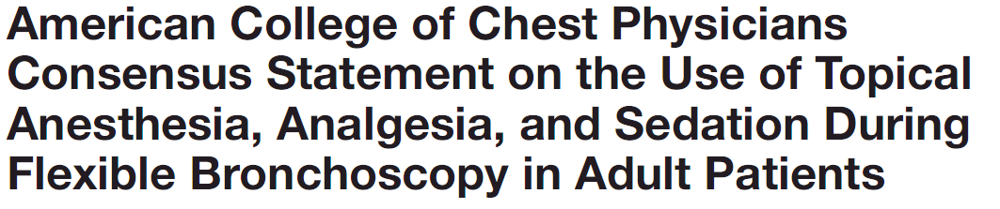 American College of Chest Physicians
Consensus Statement on the Use of Topical
Anesthesia, Analgesia, and Sedation During
Flexible Bronchoscopy in Adult Patients